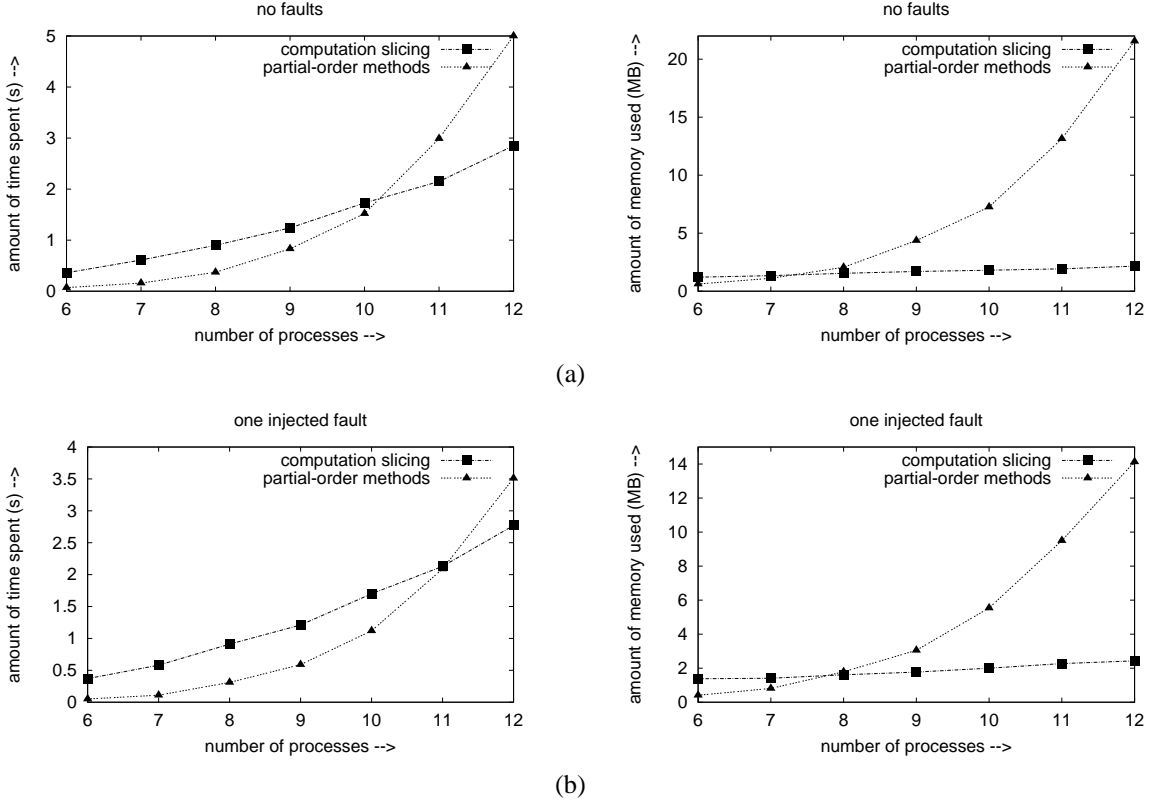 no faults
amount of time spent (s) -->
5
4
3
2
1
0
computation slicing
partial-order methods
6 7 8 9 10 11 12
number of processes -->
no faults
amount of memory used (MB) -->
20
15
10
5
0
computation slicing
partial-order methods
6 7 8 9 10 11 12
number of processes -->
(a)
one injected fault
amount of time spent (s) -->
4
3.5
3
2.5
2
1.5
1
0.5
0
computation slicing
partial-order methods
6 7 8 9 10 11 12
number of processes -->
one injected fault
amount of memory used (MB) -->
14
12
10
8
6
4
2
0
computation slicing
partial-order methods
6 7 8 9 10 11 12
number of processes -->
(b)